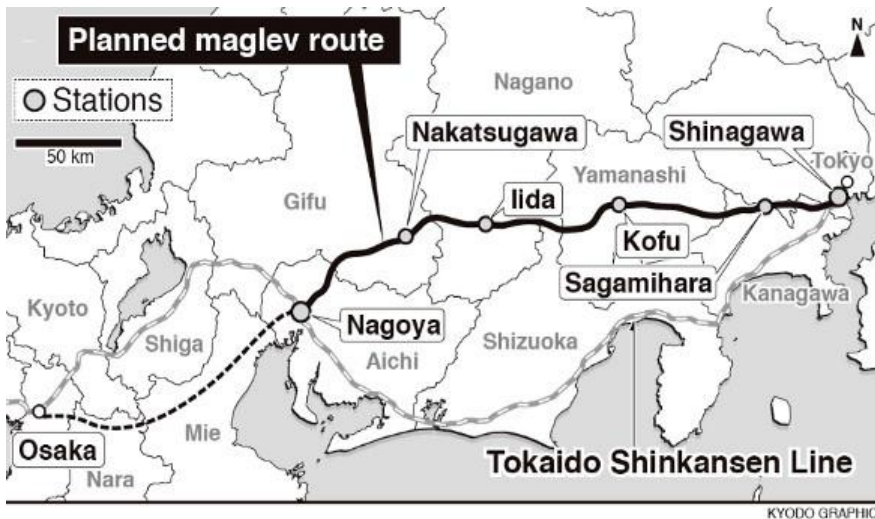 Planned maglev route
N
Stations
50 km
Nagano
Nakatsugawa
Shinagawa
Tokyo
Yamanashi
Gifu
Iida
Kofu
Sagamihara
Kanagawa
Kyoto
Nagoya
Shiga
Aichi
Shizuoka
Osaka
Mie
Nara
Tokaido Shinkansen Line
KYODO GRAPHIC